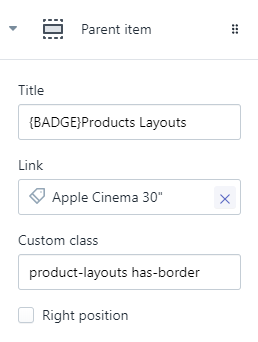 Parent item
Title
{BADGE}Products Layouts
Link
Apple Cinema 30"
Custom class
product-layouts has-border
Right position